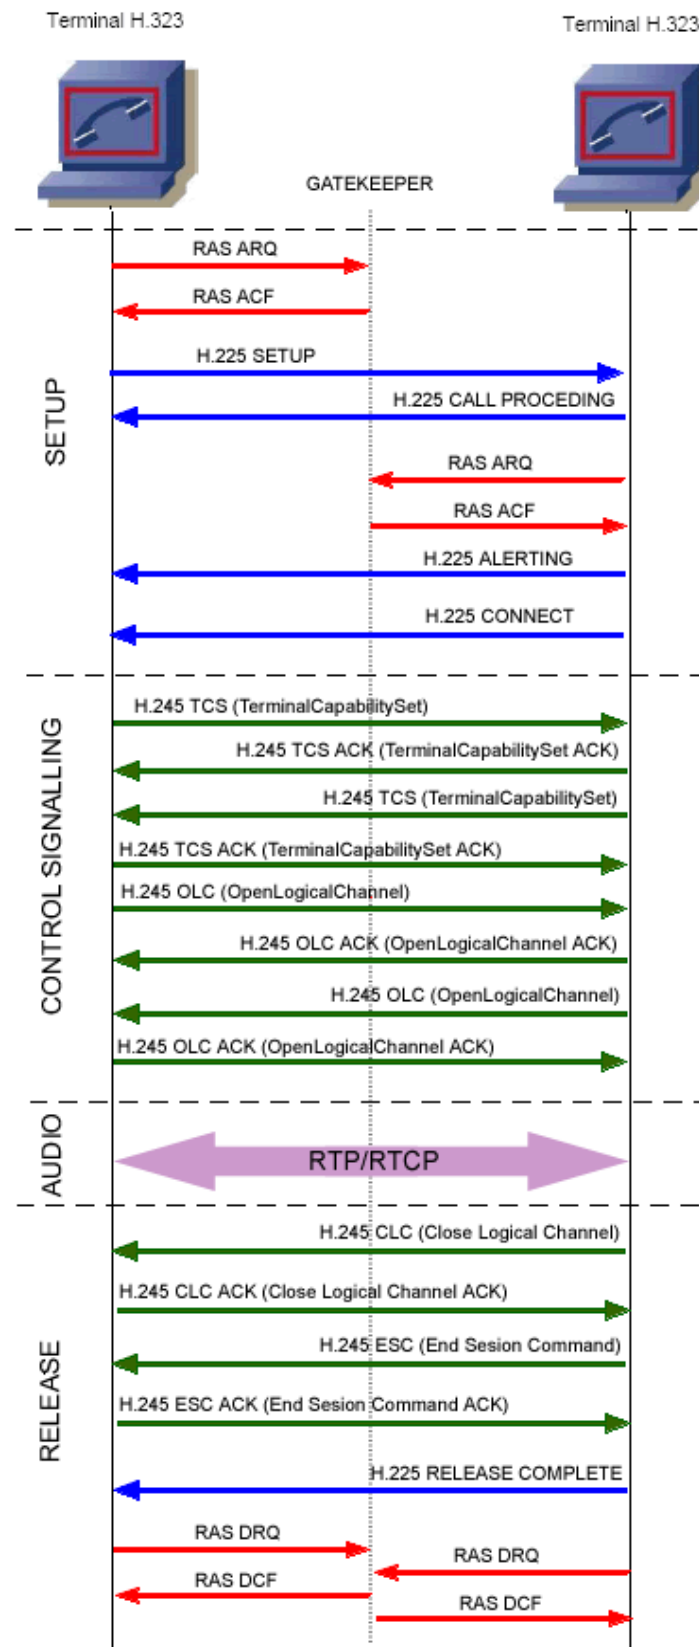 Terminal H.323
Terminal H.323
GATEKEEPER
SETUP
RAS ARQ
RAS ACF
H.225 SETUP
H.225 CALL PROCEDING
RAS ARQ
RAS ACF
H.225 ALERTING
H.225 CONNECT
CONTROL SIGNALLING
H.245 TCS (TerminalCapabilitySet)
H.245 TCS ACK (TerminalCapabilitySet ACK)
H.245 TCS (TerminalCapabilitySet)
H.245 TCS ACK (TerminalCapabilitySet ACK)
H.245 OLC (OpenLogicalChannel)
H.245 OLC ACK (OpenLogicalChannel ACK)
H.245 OLC (OpenLogicalChannel)
H.245 OLC ACK (OpenLogicalChannel ACK)
AUDIO
RTP/RTCP
RELEASE
H.245 CLC (Close Logical Channel)
H.245 CLC ACK (Close Logical Channel ACK)
H.245 ESC (End Sesion Command)
H.245 ESC ACK (End Sesion Command ACK)
H.225 RELEASE COMPLETE
RAS DRQ
RAS DRQ
RAS DCF
RAS DCF